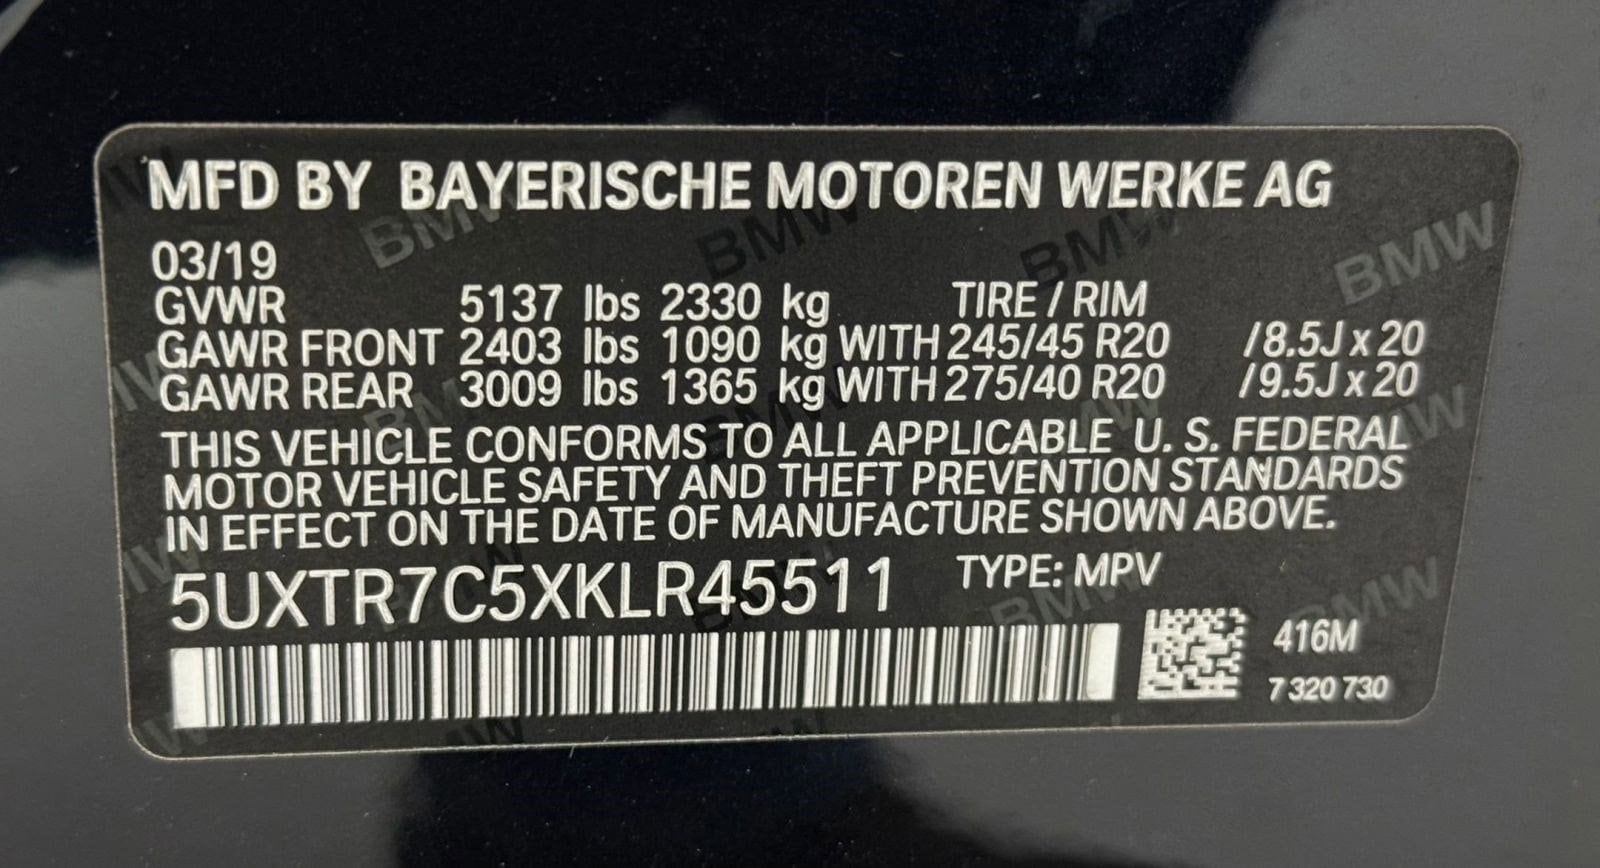 MFD BY BAYERISCHE MOTOREN WERKE AG
03/19
GVWR 5137 lbs 2330 kg TIRE / RIM
GAWR FRONT 2403 lbs 1090 kg WITH 245/45 R20 /8.5J x 20
GAWR REAR 3009 lbs 1365 kg WITH 275/40 R20 /9.5J x 20
THIS VEHICLE CONFORMS TO ALL APPLICABLE U. S. FEDERAL
MOTOR VEHICLE SAFETY AND THEFT PREVENTION STANDARDS
IN EFFECT ON THE DATE OF MANUFACTURE SHOWN ABOVE.
5UXTR7C5XKLR45511 TYPE: MPV
416M
7 320 730